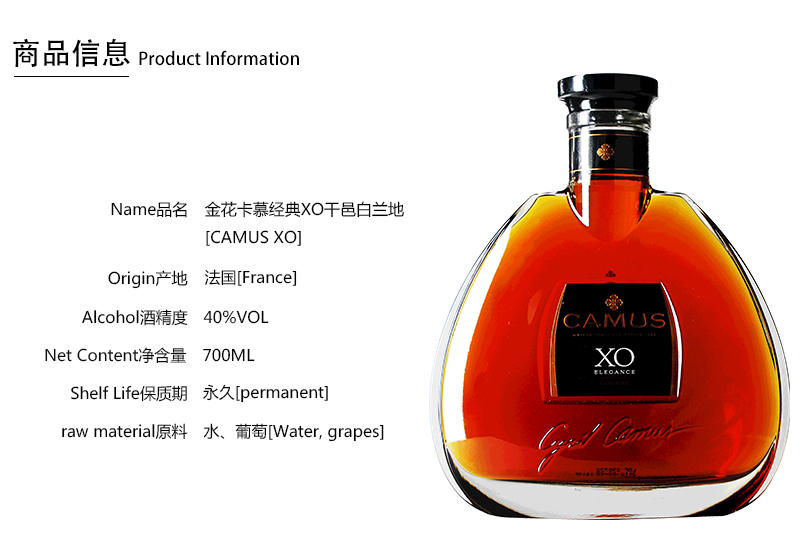 商品信息 Product Information
Name品名 金花卡慕经典XO干邑白兰地
[CAMUS XO]
Origin产地 法国[France]
Alcohol酒精度 40%VOL
Net Content净含量 700ML
Shelf Life保质期 永久[permanent]
raw material原料 水、葡萄[Water, grapes]
CAMUS
XO
ELEGANCE
Cyril Camus